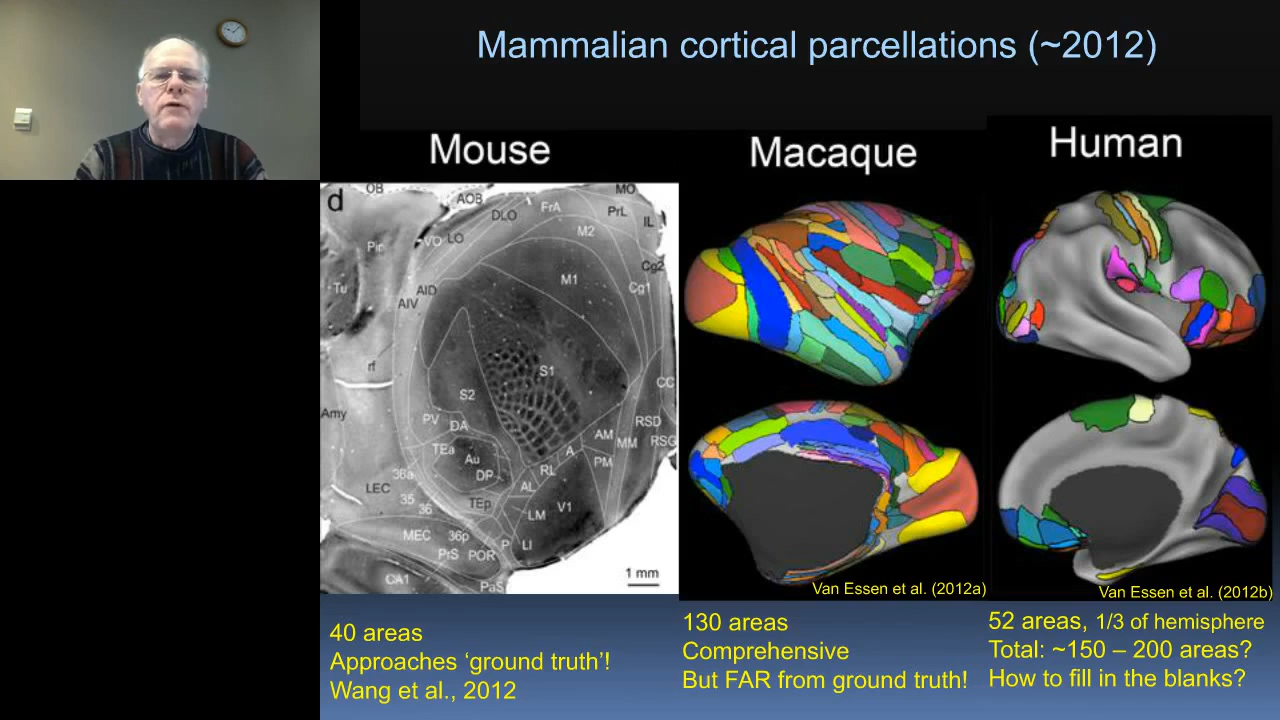 Mammalian cortical parcellations (~2012)
Mouse
Macaque
Human
d
OB
AOB
MO
DLO
FrA
PrL
IL
VO
LO
M2
Pir
Cg2
Tu
AID
M1
Cg1
AIV
rf
S1
CC
S2
Amy
PV
DA
RSD
TEa
AM
MM
RSG
Au
A
PM
36a
DP
RL
LEC
AL
35
TEp
V1
36
LM
MEC
36p
P
LI
PrS
POR
CA1
PaS
1 mm
Van Essen et al. (2012a)
Van Essen et al. (2012b)
40 areas
Approaches ‘ground truth’!
Wang et al., 2012
130 areas
Comprehensive
But FAR from ground truth!
52 areas, 1/3 of hemisphere
Total: ~150 – 200 areas?
How to fill in the blanks?